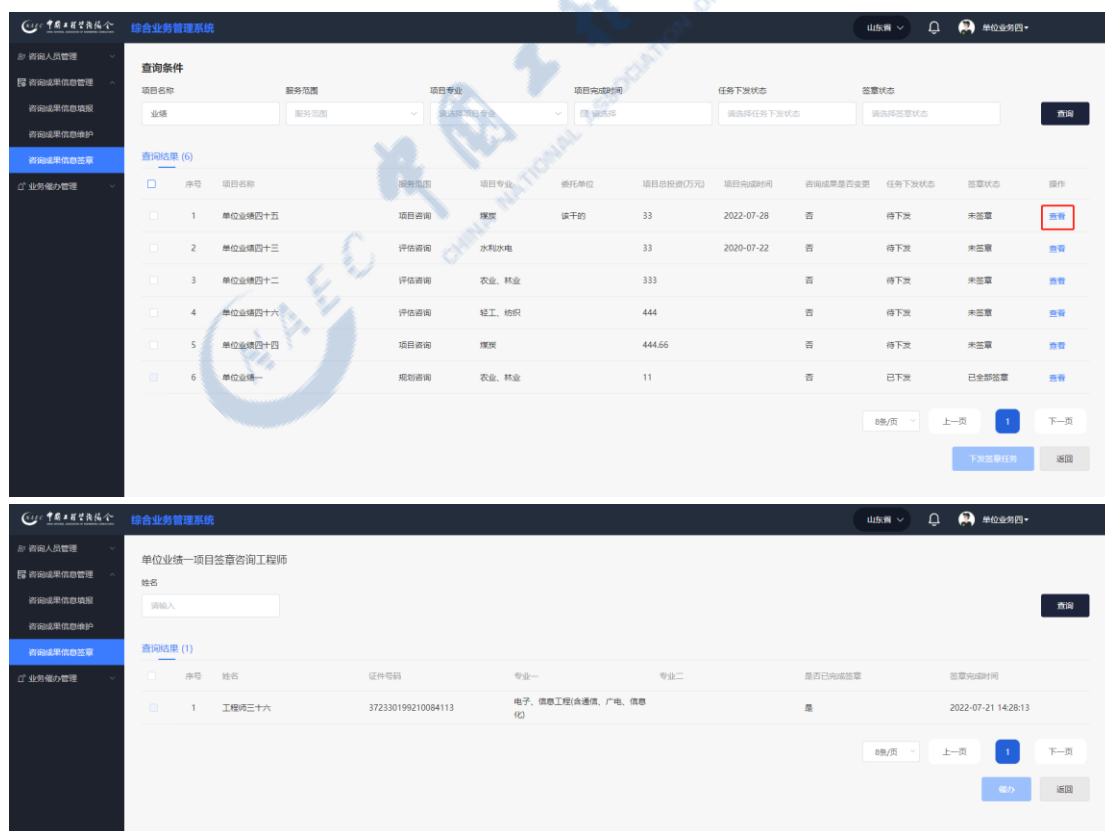 综合业务管理系统 山东省 单位业务四
咨询人员管理
咨询成果信息管理
咨询成果信息填报
咨询成果信息维护
咨询成果信息签章
业务催办管理
查询条件
项目名称 服务范围 项目专业 项目完成时间 任务下发状态 签章状态
业绩 服务范围 请选择项目专业 请选择 请选择任务下发状态 请选择签章状态 查询
查询结果 (6)
序号 项目名称 服务范围 项目专业 委托单位 项目总投资(万元) 项目完成时间 咨询成果是否变更 任务下发状态 签章状态 操作
1 单位业绩四十五 项目咨询 煤炭 该干的 33 2022-07-28 否 待下发 未签章 查看
2 单位业绩四十三 评估咨询 水利水电 33 2020-07-22 否 待下发 未签章 查看
3 单位业绩四十二 评估咨询 农业、林业 333 否 待下发 未签章 查看
4 单位业绩四十六 评估咨询 轻工、纺织 444 否 待下发 未签章 查看
5 单位业绩四十四 项目咨询 煤炭 444.66 否 待下发 未签章 查看
6 单位业绩一 规划咨询 农业、林业 11 否 已下发 已全部签章 查看
8条/页 上一页 1 下一页
下发签章任务 返回
CNAEC
CHINA NATIONAL ASSOCIATION
综合业务管理系统 山东省 单位业务四
咨询人员管理
咨询成果信息管理
咨询成果信息填报
咨询成果信息维护
咨询成果信息签章
业务催办管理
单位业绩一项目签章咨询工程师
姓名
请输入 查询
查询结果 (1)
序号 姓名 证件号码 专业一 专业二 是否已完成签章 签章完成时间
1 工程师三十六 372330199210084113 电子、信息工程(含通信、广电、信息化) 是 2022-07-21 14:28:13
8条/页 上一页 1 下一页
催办 返回